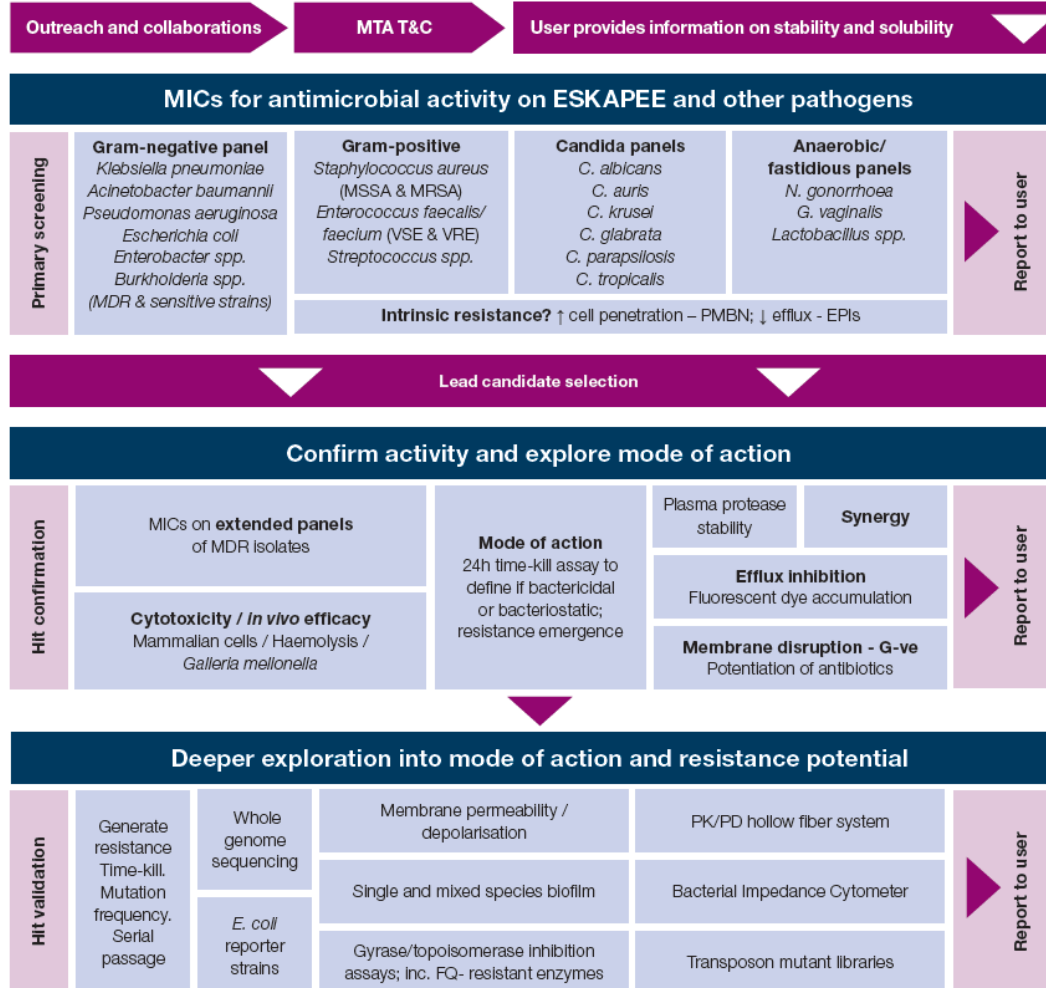 Outreach and collaborations
MTA T&C
User provides information on stability and solubility
MICs for antimicrobial activity on ESKAPEE and other pathogens
Primary screening
Gram-negative panel
Klebsiella pneumoniae
Acinetobacter baumannii
Pseudomonas aeruginosa
Escherichia coli
Enterobacter spp.
Burkholderia spp.
(MDR & sensitive strains)
Gram-positive
Staphylococcus aureus
(MSSA & MRSA)
Enterococcus faecalis/
faecium (VSE & VRE)
Streptococcus spp.
Candida panels
C. albicans
C. auris
C. krusei
C. glabrata
C. parapsilosis
C. tropicalis
Anaerobic/
fastidious panels
N. gonorrhoea
G. vaginalis
Lactobacillus spp.
Intrinsic resistance? ↑ cell penetration – PMBN; ↓ efflux - EPIs
Report to user
Lead candidate selection
Confirm activity and explore mode of action
Hit confirmation
MICs on extended panels
of MDR isolates
Cytotoxicity / in vivo efficacy
Mammalian cells / Haemolysis /
Galleria mellonella
Mode of action
24h time-kill assay to
define if bactericidal
or bacteriostatic;
resistance emergence
Plasma protease
stability
Synergy
Efflux inhibition
Fluorescent dye accumulation
Membrane disruption - G-ve
Potentiation of antibiotics
Report to user
Deeper exploration into mode of action and resistance potential
Hit validation
Generate
resistance
Time-kill.
Mutation
frequency.
Serial
passage
Whole
genome
sequencing
E. coli
reporter
strains
Membrane permeability /
depolarisation
Single and mixed species biofilm
Gyrase/topoisomerase inhibition
assays; inc. FQ- resistant enzymes
PK/PD hollow fiber system
Bacterial Impedance Cytometer
Transposon mutant libraries
Report to user